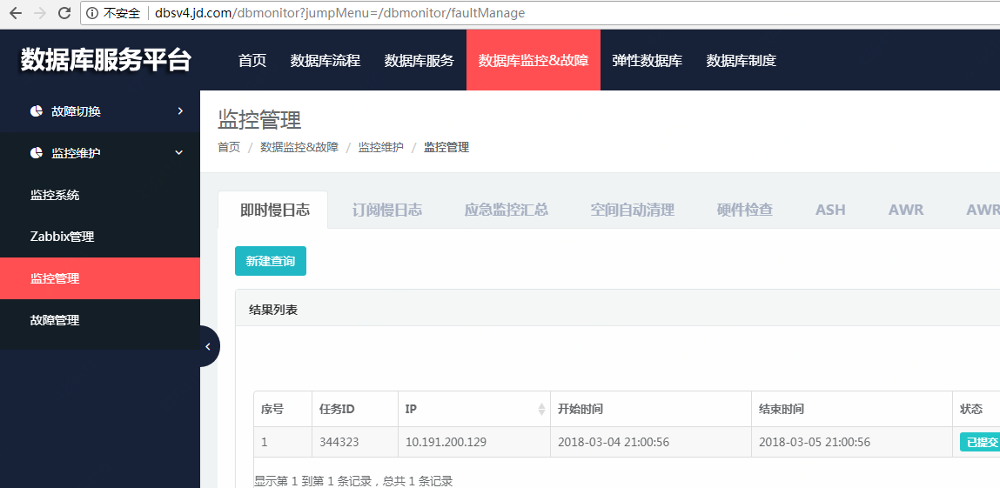 不安全 dbsv4.jd.com/dbmonitor?jumpMenu=/dbmonitor/faultManage
数据库服务平台 首页 数据库流程 数据库服务 数据库监控&故障 弹性数据库 数据库制度
故障切换
监控维护
监控系统
Zabbix管理
监控管理
故障管理
监控管理
首页 / 数据监控&故障 / 监控维护 / 监控管理
即时慢日志 订阅慢日志 应急监控汇总 空间自动清理 硬件检查 ASH AWR AWR
新建查询
结果列表
序号 任务ID IP 开始时间 结束时间 状态
1 344323 10.191.200.129 2018-03-04 21:00:56 2018-03-05 21:00:56 已提交
显示第 1 到第 1 条记录，总共 1 条记录